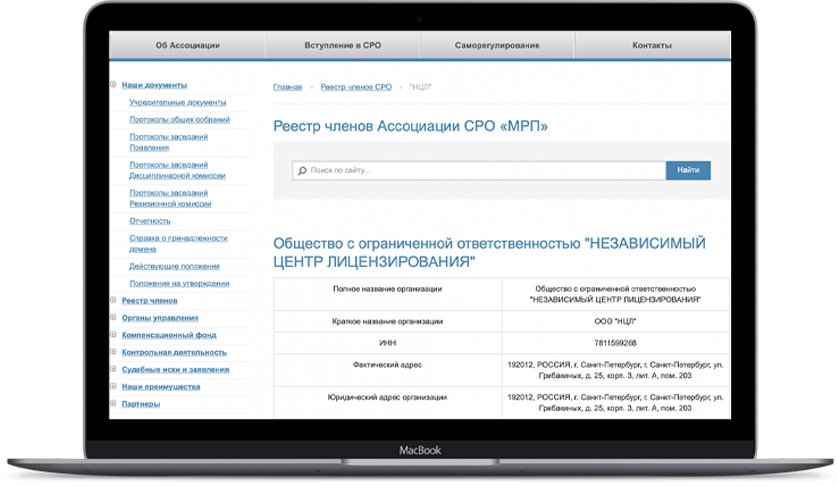 Об Ассоциации
Вступление в СРО
Саморегулирование
Контакты
Наши документы
Учредительные документы
Протоколы общих собраний
Протоколы заседаний
Правления
Протоколы заседаний
Дисциплинарной комиссии
Протоколы заседаний
Ревизионной комиссии
Отчетность
Справка о принадлежности
домена
Действующие положения
Положения на утверждении
Реестр членов
Органы управления
Компенсационный фонд
Контрольная деятельность
Судебные иски и заявления
Наши преимущества
Партнеры
Главная - Реестр членов СРО - "НЦЛ"
Реестр членов Ассоциации СРО «МРП»
Поиск по сайту...
Найти
Общество с ограниченной ответственностью "НЕЗАВИСИМЫЙ
ЦЕНТР ЛИЦЕНЗИРОВАНИЯ"
Полное название организации
Общество с ограниченной ответственностью
"НЕЗАВИСИМЫЙ ЦЕНТР ЛИЦЕНЗИРОВАНИЯ"
Краткое название организации
ООО "НЦЛ"
ИНН
7811599268
Фактический адрес
192012, РОССИЯ, г. Санкт-Петербург, г. Санкт-Петербург, ул.
Грибакиных, д. 25, корп. 3, лит. А, пом. 203
Юридический адрес организации
192012, РОССИЯ, г. Санкт-Петербург, г. Санкт-Петербург, ул.
Грибакиных, д. 25, корп. 3, лит. А, пом. 203
MacBook